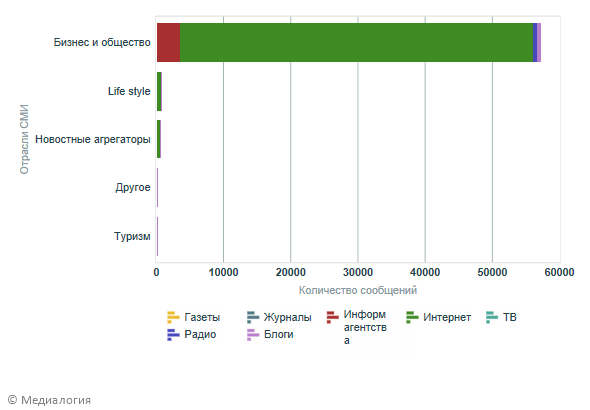 Бизнес и общество
Life style
Новостные агрегаторы
Другое
Туризм
Отрасли СМИ
0 10000 20000 30000 40000 50000 60000
Количество сообщений
Газеты Журналы Информ Интернет ТВ
агентств
Радио Блоги а
© Медиалогия